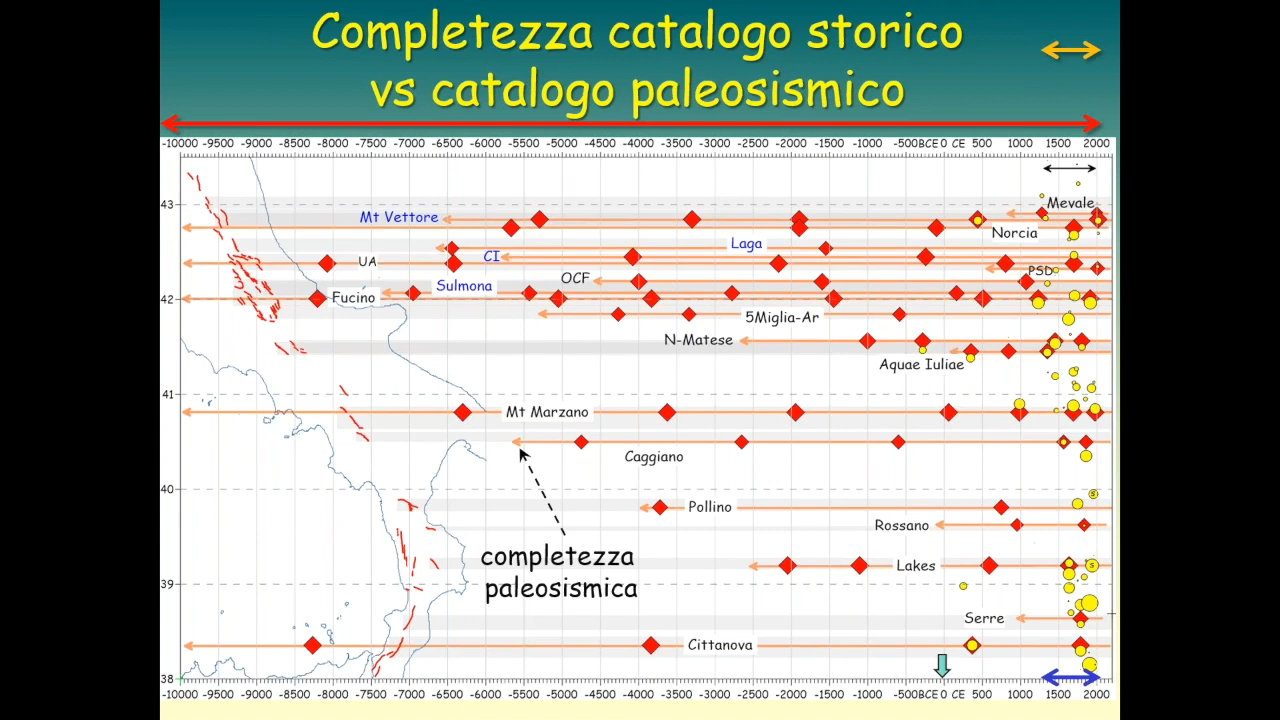 Completezza catalogo storico
vs catalogo paleosismico
-10000 -9500 -9000 -8500 -8000 -7500 -7000 -6500 -6000 -5500 -5000 -4500 -4000 -3500 -3000 -2500 -2000 -1500 -1000 -500BCE 0 CE 500 1000 1500 2000
43
Mevale
Mt Vettore
Norcia
Laga
CI
UA
PSD
OCF
Sulmona
42
Fucino
5Miglia-Ar
N-Matese
Aquae Iuliae
41
Mt Marzano
Caggiano
40
Pollino
Rossano
completezza
paleosismica
Lakes
39
Serre
Cittanova
38
-10000 -9500 -9000 -8500 -8000 -7500 -7000 -6500 -6000 -5500 -5000 -4500 -4000 -3500 -3000 -2500 -2000 -1500 -1000 -500BCE 0 CE 500 1000 1500 2000